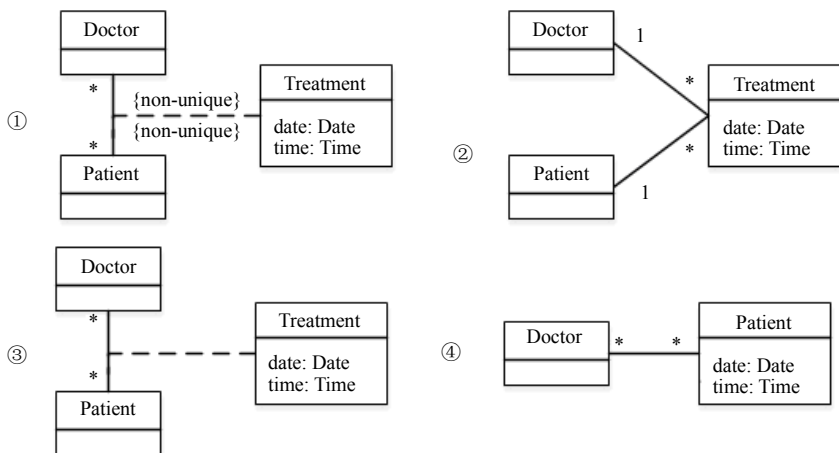 ①
Doctor
*
{non-unique}
{non-unique}
*
Patient
Treatment
date: Date
time: Time
②
Doctor
1
*
Treatment
date: Date
time: Time
*
1
Patient
③
Doctor
*
*
Patient
Treatment
date: Date
time: Time
④
Doctor
* *
Patient
date: Date
time: Time